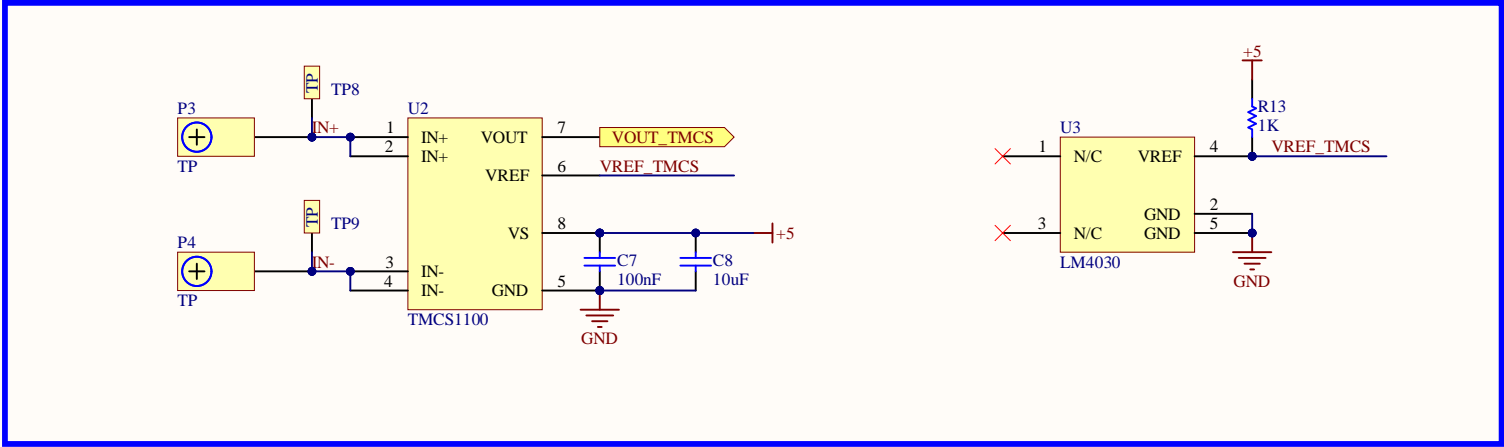 P3
TP
TP
TP8
IN+
U2
1
2
IN+
IN+
VOUT
VREF
VS
GND
IN-
IN-
TMCS1100
7
VOUT_TMCS
6
VREF_TMCS
8
+5
C7
100nF
C8
10uF
5
GND
P4
TP
TP
TP9
IN-
3
4
U3
1
N/C
VREF
3
N/C
GND
GND
LM4030
4
2
5
+5
R13
1K
VREF_TMCS
GND